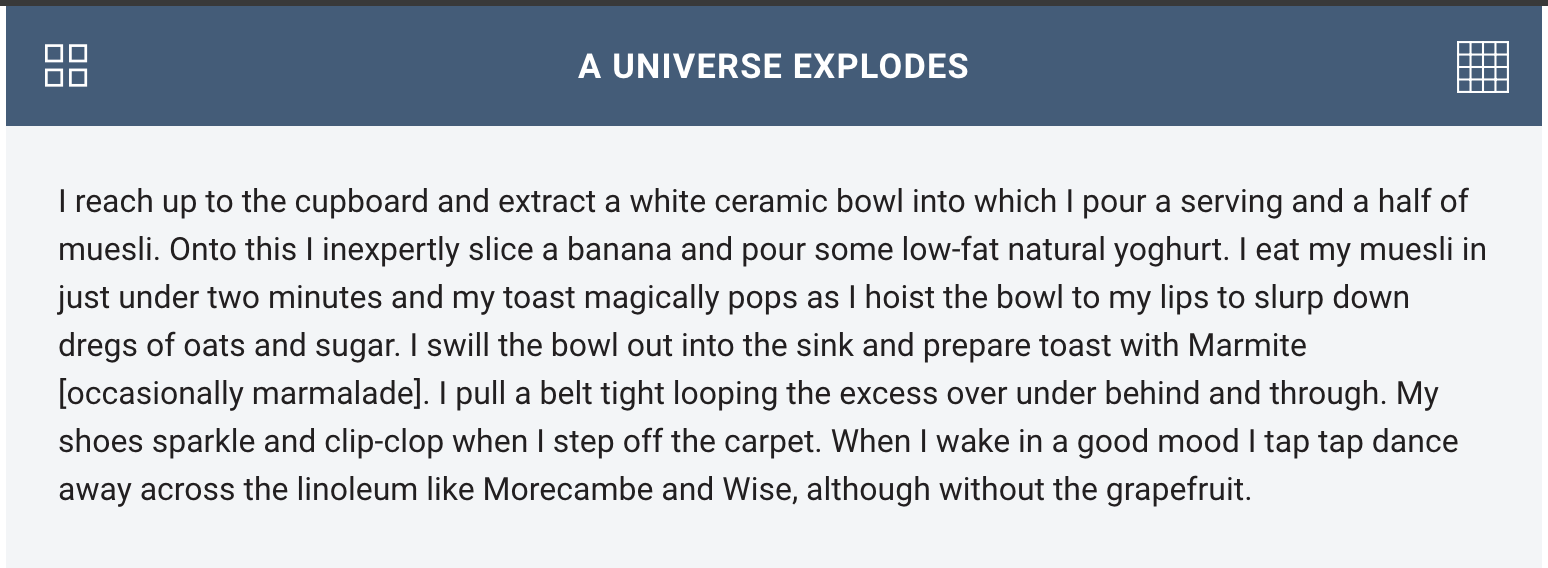 A UNIVERSE EXPLODES
I reach up to the cupboard and extract a white ceramic bowl into which I pour a serving and a half of
muesli. Onto this I inexpertly slice a banana and pour some low-fat natural yoghurt. I eat my muesli in
just under two minutes and my toast magically pops as I hoist the bowl to my lips to slurp down
dregs of oats and sugar. I swill the bowl out into the sink and prepare toast with Marmite
[occasionally marmalade]. I pull a belt tight looping the excess over under behind and through. My
shoes sparkle and clip-clop when I step off the carpet. When I wake in a good mood I tap tap dance
away across the linoleum like Morecambe and Wise, although without the grapefruit.